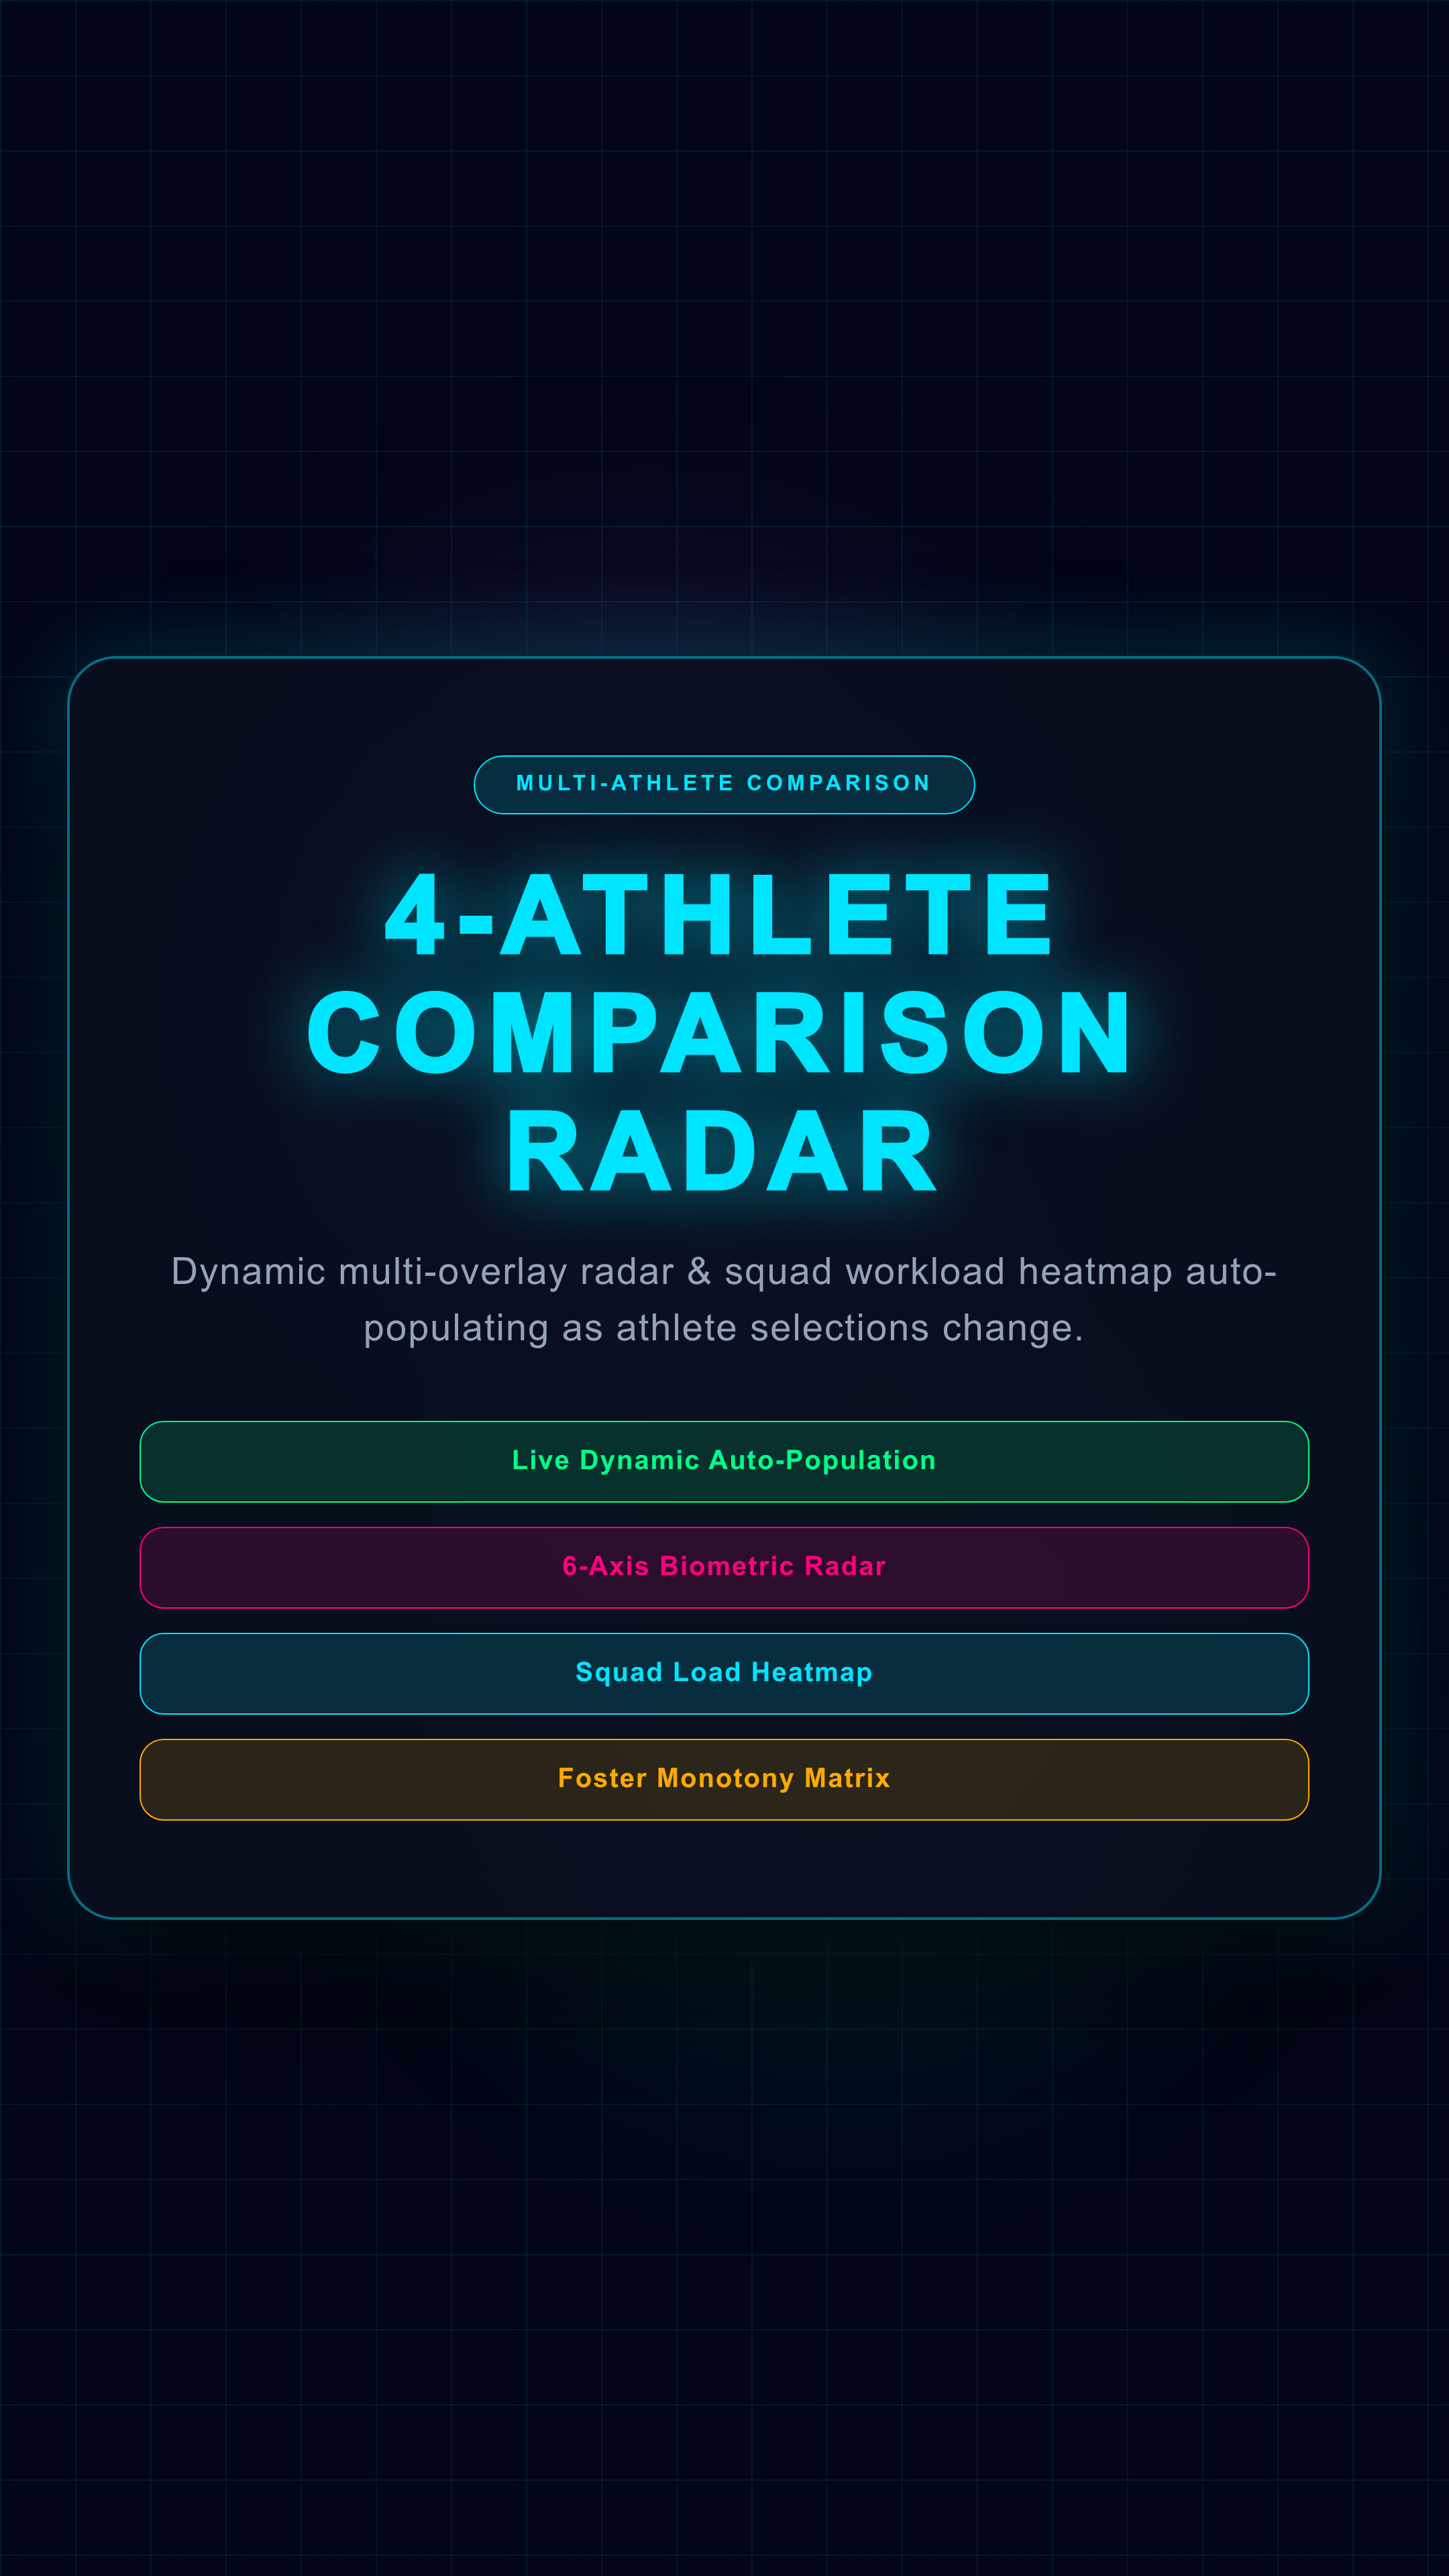 MULTI-ATHLETE COMPARISON
4-ATHLETE
COMPARISON
RADAR
Dynamic multi-overlay radar & squad workload heatmap auto-
populating as athlete selections change.
Live Dynamic Auto-Population
6-Axis Biometric Radar
Squad Load Heatmap
Foster Monotony Matrix